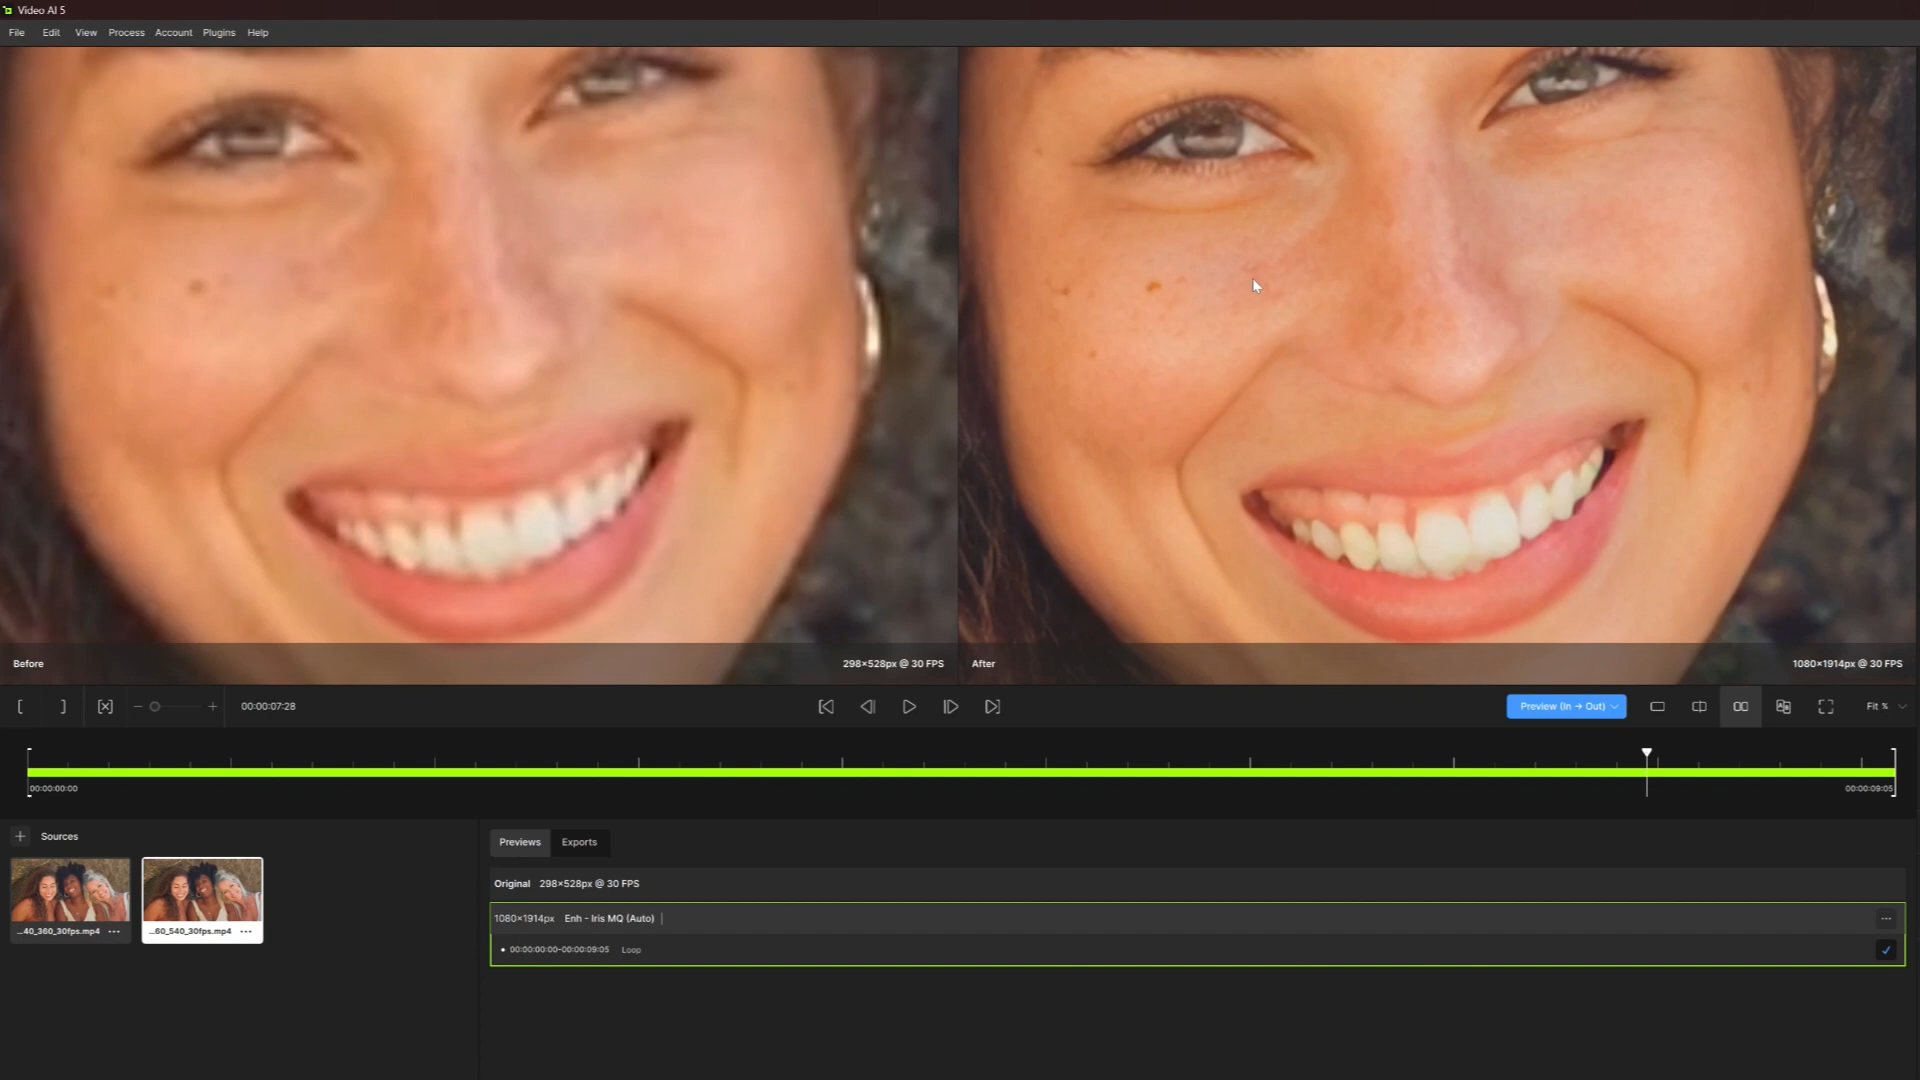 Video AI 5
File Edit View Process Account Plugins Help
Before 298×528px @ 30 FPS
After 1080×1914px @ 30 FPS
00:00:07:28
Preview (In → Out)
Fit %
00:00:00:00
00:00:09:05
Sources
...40_360_30fps.mp4
...60_540_30fps.mp4
Previews Exports
Original 298×528px @ 30 FPS
1080×1914px Enh - Iris MQ (Auto)
00:00:00:00-00:00:09:05 Loop